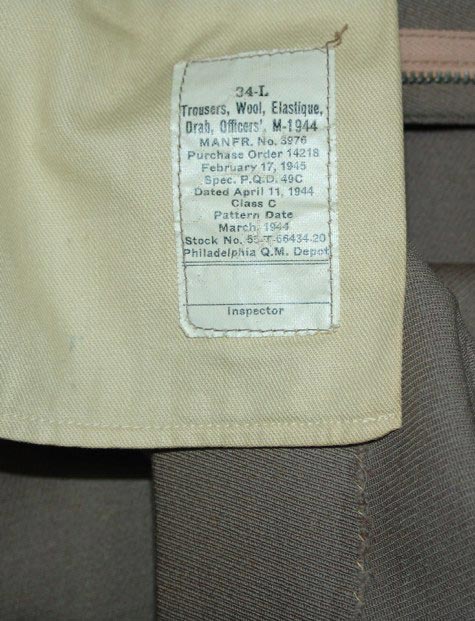 34-L
Trousers, Wool, Elastique,
Drab, Officers', M-1944
MANFR. No. 5976
Purchase Order 14218
February 17, 1945
Spec. P.Q.D. 49C
Dated April 11, 1944
Class C
Pattern Date
March, 1944
Stock No. 55-T-66434-20
Philadelphia Q.M. Depot
Inspector